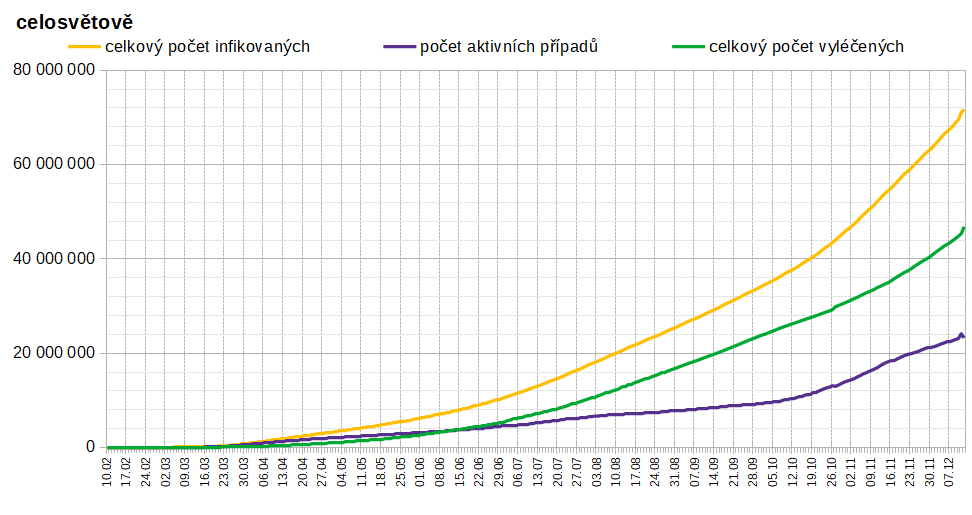 celosvětově
celkový počet infikovaných počet aktivních případů celkový počet vyléčených
80 000 000
60 000 000
40 000 000
20 000 000
0
10.02 17.02 24.02 02.03 09.03 16.03 23.03 30.03 06.04 13.04 20.04 27.04 04.05 11.05 18.05 25.05 01.06 08.06 15.06 22.06 29.06 06.07 13.07 20.07 27.07 03.08 10.08 17.08 24.08 31.08 07.09 14.09 21.09 28.09 05.10 12.10 19.10 26.10 02.11 09.11 16.11 23.11 30.11 07.12